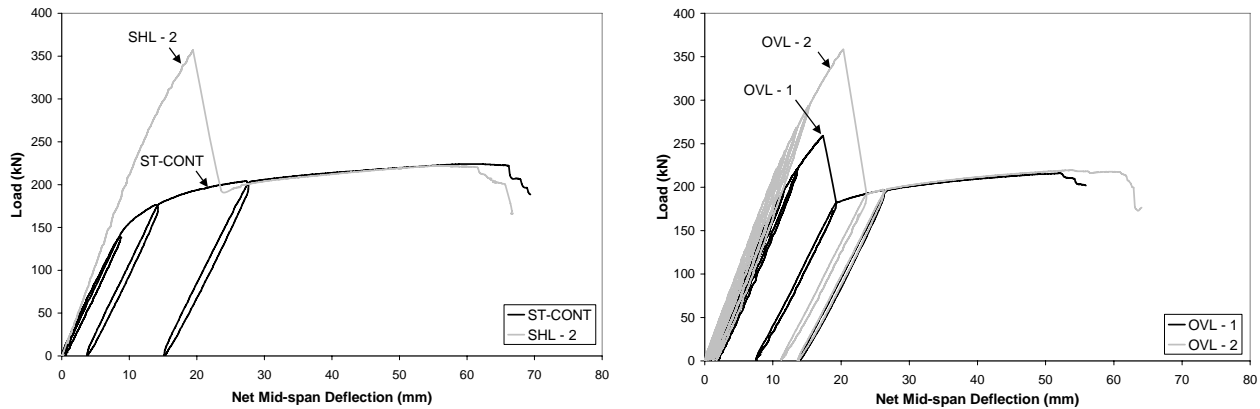 400
350
300
250
200
150
100
50
0
Load (kN)
SHL - 2
ST-CONT
ST-CONT
SHL - 2
0 10 20 30 40 50 60 70 80
Net Mid-span Deflection (mm)
400
350
300
250
200
150
100
50
0
Load (kN)
OVL - 2
OVL - 1
OVL - 1
OVL - 2
0 10 20 30 40 50 60 70 80
Net Mid-span Deflection (mm)